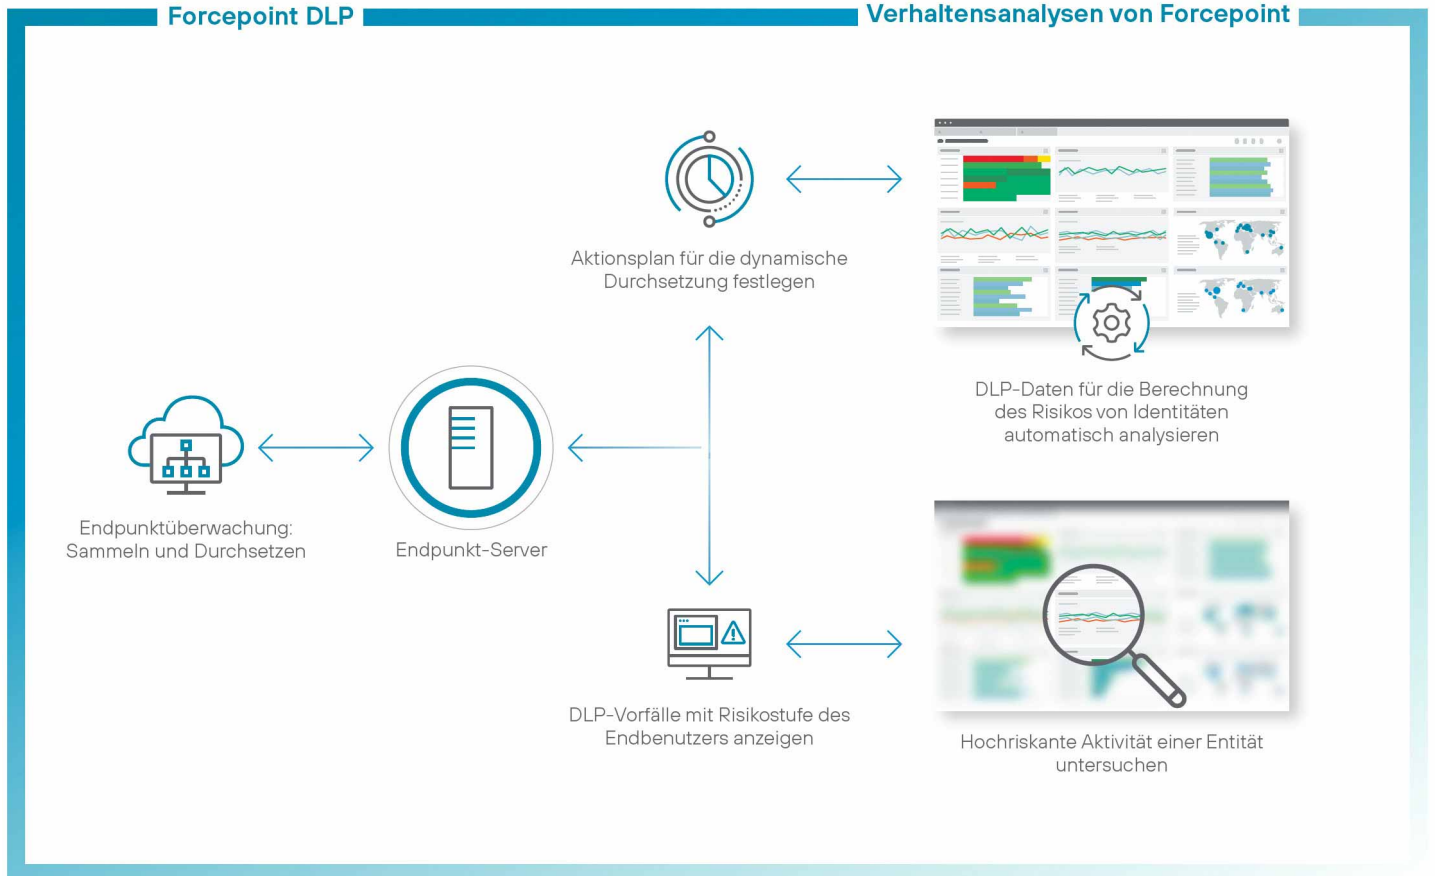 Forcepoint DLP
Verhaltensanalysen von Forcepoint
Aktionsplan für die dynamische
Durchsetzung festlegen
DLP-Daten für die Berechnung
des Risikos von Identitäten
automatisch analysieren
Endpunktüberwachung:
Sammeln und Durchsetzen
Endpunkt-Server
DLP-Vorfälle mit Risikostufe des
Endbenutzers anzeigen
Hochriskante Aktivität einer Entität
untersuchen